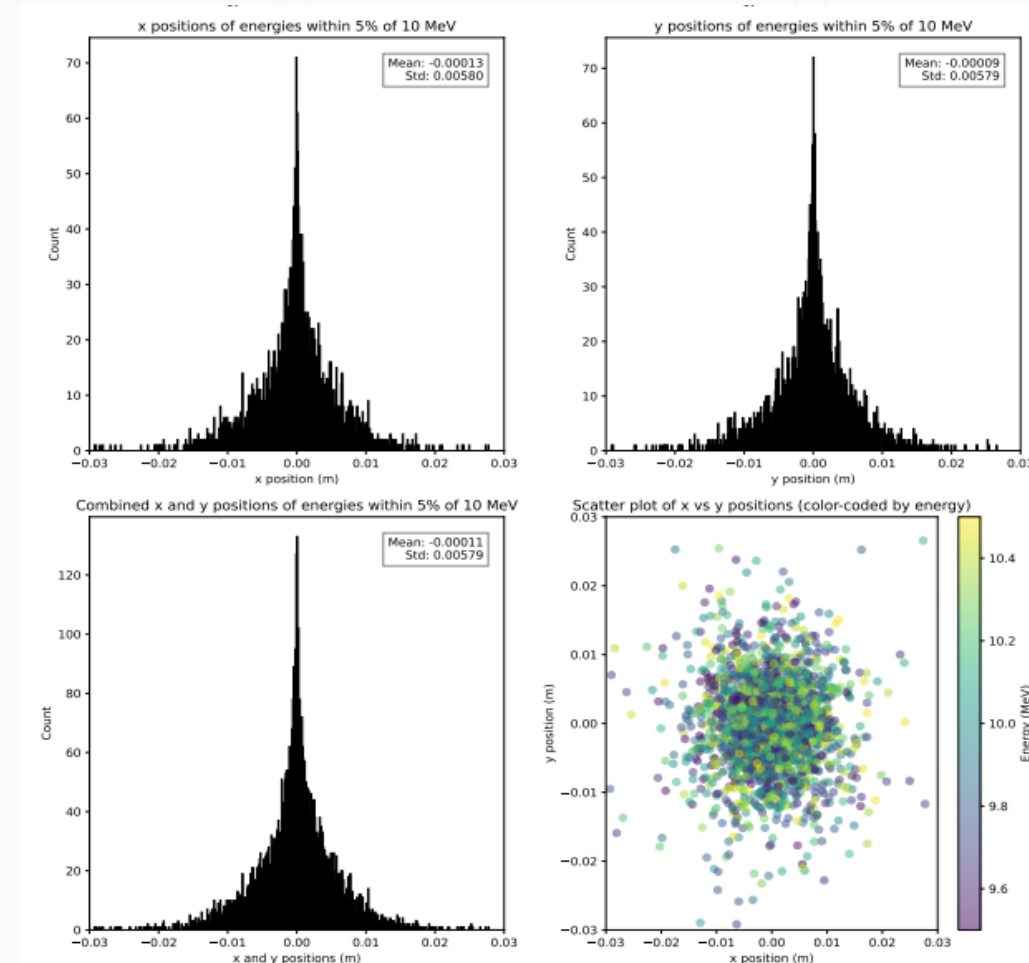 x positions of energies within 5% of 10 MeV
Mean: -0.00013
Std: 0.00580
70
60
50
40
30
20
10
0
Count
−0.03 −0.02 −0.01 0.00 0.01 0.02 0.03
x position (m)
y positions of energies within 5% of 10 MeV
Mean: -0.00009
Std: 0.00579
70
60
50
40
30
20
10
0
Count
−0.03 −0.02 −0.01 0.00 0.01 0.02 0.03
y position (m)
Combined x and y positions of energies within 5% of 10 MeV
Mean: -0.00011
Std: 0.00579
120
100
80
60
40
20
0
Count
−0.03 −0.02 −0.01 0.00 0.01 0.02 0.03
x and y positions (m)
Scatter plot of x vs y positions (color-coded by energy)
0.03
0.02
0.01
0.00
−0.01
−0.02
−0.03
y position (m)
−0.03 −0.02 −0.01 0.00 0.01 0.02 0.03
x position (m)
10.4
10.2
10.0
9.8
9.6
Energy (MeV)